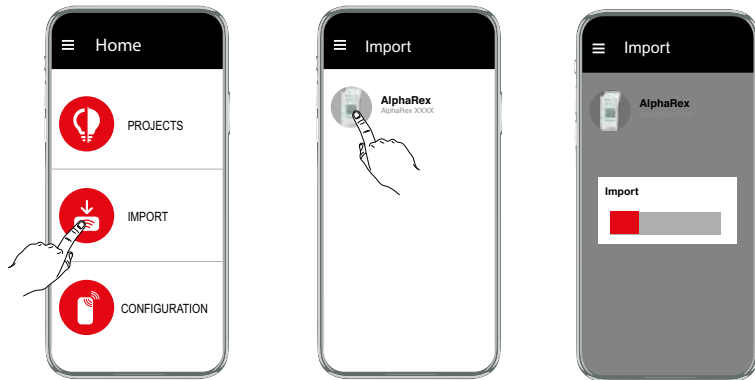 Home
PROJECTS
IMPORT
CONFIGURATION
Import
AlphaRex
AlphaRex XXXX
Import
AlphaRex
Import